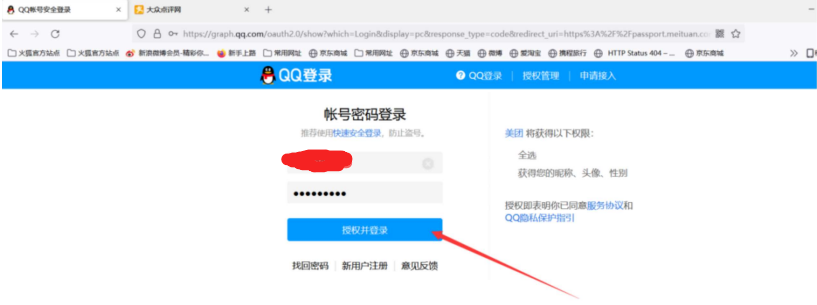 QQ帐号安全登录
大众点评网
https://graph.qq.com/oauth2.0/show?which=Login&display=pc&response_type=code&redirect_uri=https%3A%2F%2Fpassport.meituan.co
火狐官方站点 火狐官方站点 新浪微博会员-精彩你... 新手上路 常用网址 京东商城 常用网址 京东商城 天猫 微博 爱淘宝 携程旅行 HTTP Status 404 – ... 京东商城
QQ登录
QQ登录 | 授权管理 | 申请接入
帐号密码登录
推荐使用快速安全登录，防止盗号。
授权并登录
找回密码 | 新用户注册 | 意见反馈
美团 将获得以下权限：
全选
获得您的昵称、头像、性别
授权即表明你已同意服务协议和
QQ隐私保护指引